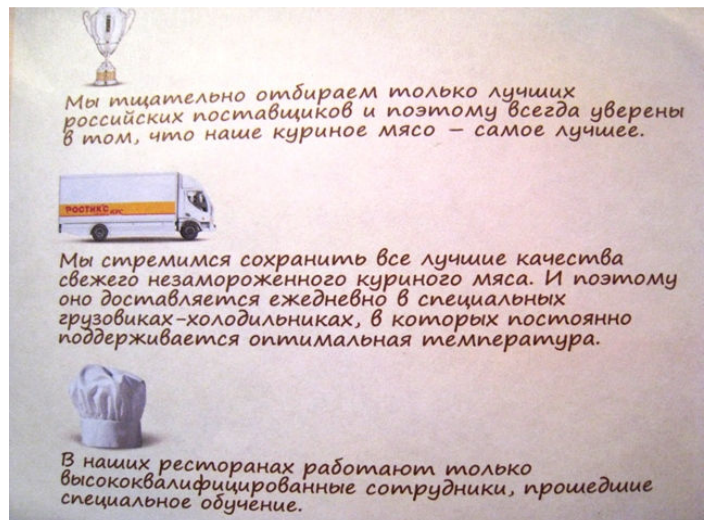 Мы тщательно отбираем только лучших
российских поставщиков и поэтому всегда уверены
в том, что наше куриное мясо – самое лучшее.
РОСТИК'С
KFC
Мы стремимся сохранить все лучшие качества
свежего незамороженного куриного мяса. И поэтому
оно доставляется ежедневно в специальных
грузовиках-холодильниках, в которых постоянно
поддерживается оптимальная температура.
В наших ресторанах работают только
высококвалифицированные сотрудники, прошедшие
специальное обучение.